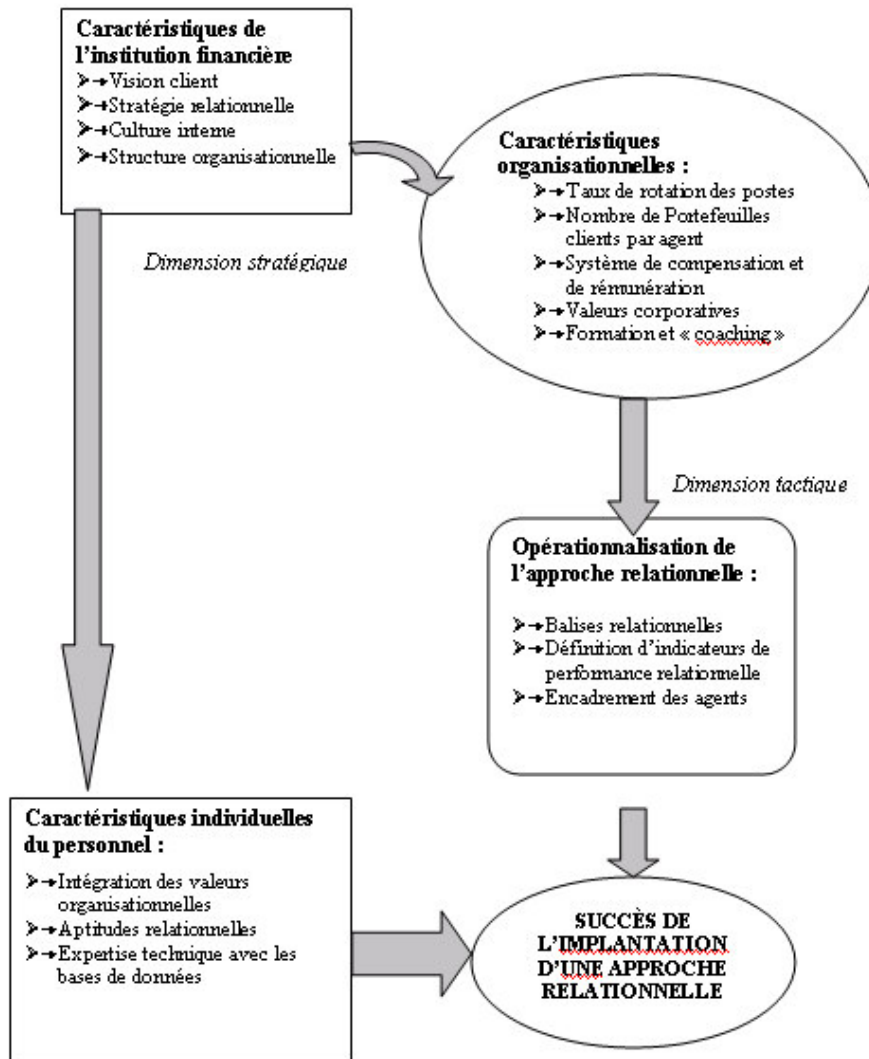 Caractéristiques de
l'institution financière
➢→Vision client
➢→Stratégie relationnelle
➢→Culture interne
➢→Structure organisationnelle
Caractéristiques
organisationnelles :
➢→Taux de rotation des postes
➢→Nombre de Portefeuilles
clients par agent
➢→Système de compensation et
de rémunération
➢→Valeurs corporatives
➢→Formation et « coaching »
Dimension stratégique
Dimension tactique
Opérationnalisation de
l'approche relationnelle :
➢→Balises relationnelles
➢→Définition d'indicateurs de
performance relationnelle
➢→Encadrement des agents
Caractéristiques individuelles
du personnel :
➢→Intégration des valeurs
organisationnelles
➢→Aptitudes relationnelles
➢→Expertise technique avec les
bases de données
SUCCÈS DE
L'IMPLANTATION
D'UNE APPROCHE
RELATIONNELLE